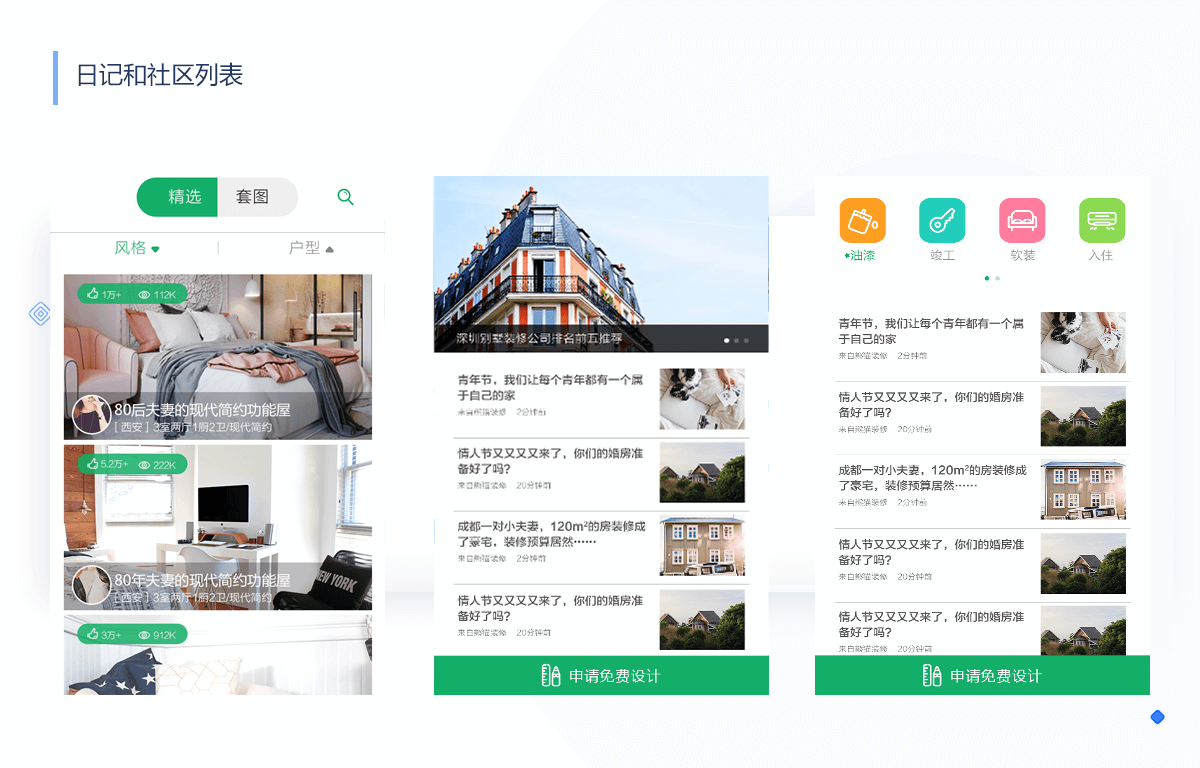 日记和社区列表
精选
套图
风格
户型
1万+ 112K
80后夫妻的现代简约功能屋
[ 西安 ] 3室两厅1厨2卫/现代简约
5.2万+ 222K
NEW YORK
80年夫妻的现代简约功能屋
[ 西安 ] 3室两厅1厨2卫/现代简约
3万+ 912K
深圳别墅装修公司排名前五推荐
青年节，我们让每个青年都有一个属
于自己的家
来自熊猫装修 2分钟前
情人节又又又又来了，你们的婚房准
备好了吗?
来自熊猫装修 20分钟前
成都一对小夫妻，120m²的房装修成
了豪宅，装修预算居然……
来自熊猫装修 2分钟前
情人节又又又又来了，你们的婚房准
备好了吗?
来自熊猫装修 20分钟前
申请免费设计
油漆
竣工
软装
入住
青年节，我们让每个青年都有一个属
于自己的家
来自熊猫装修 2分钟前
情人节又又又又来了，你们的婚房准
备好了吗?
来自熊猫装修 20分钟前
成都一对小夫妻，120m²的房装修成
了豪宅，装修预算居然……
来自熊猫装修 2分钟前
情人节又又又又来了，你们的婚房准
备好了吗?
来自熊猫装修 20分钟前
情人节又又又又来了，你们的婚房准
备好了吗?
来自熊猫装修 20分钟前
申请免费设计